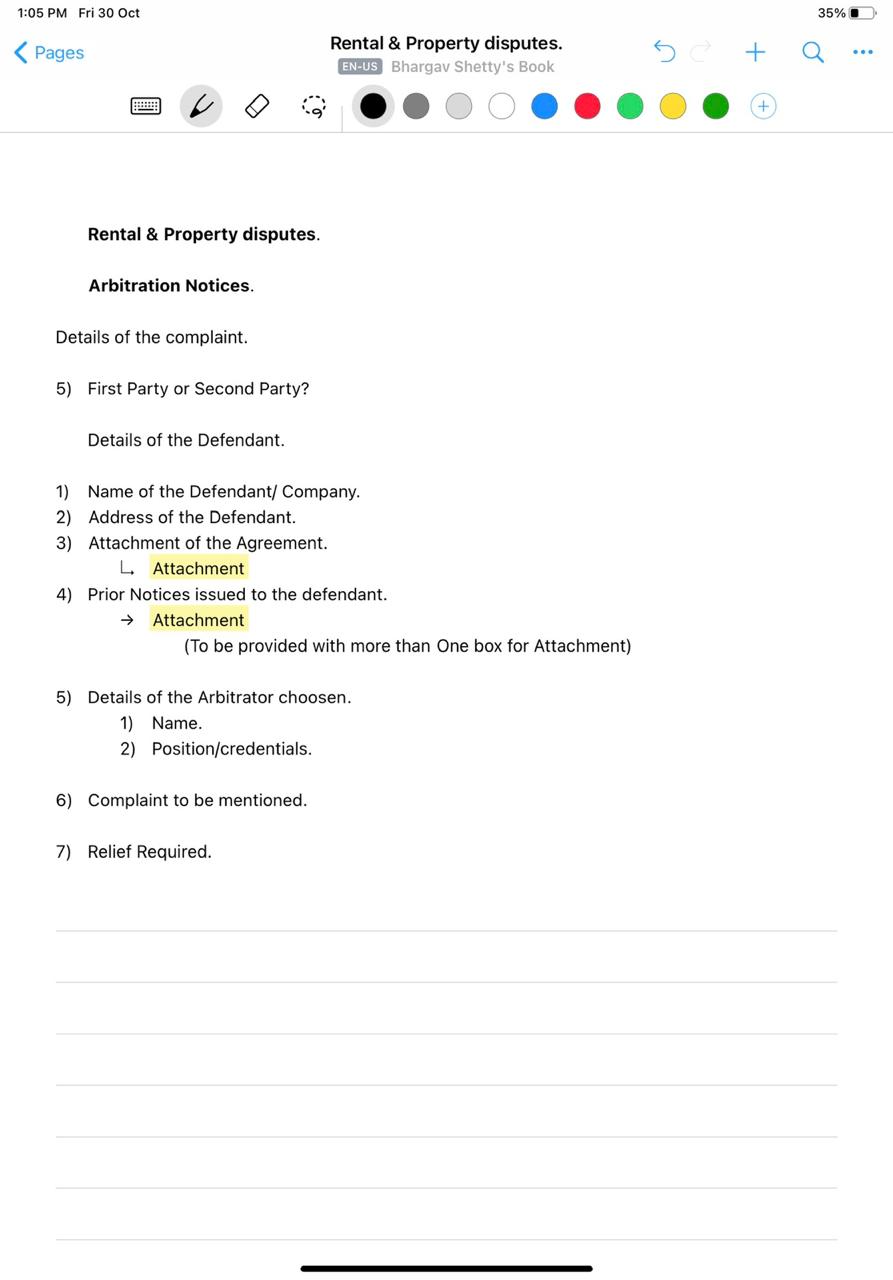 1:05 PM Fri 30 Oct
35%
Pages
Rental & Property disputes.
EN-US Bhargav Shetty's Book
Rental & Property disputes.
Arbitration Notices.
Details of the complaint.
5) First Party or Second Party?
Details of the Defendant.
1) Name of the Defendant/ Company.
2) Address of the Defendant.
3) Attachment of the Agreement.
↳ Attachment
4) Prior Notices issued to the defendant.
→ Attachment
(To be provided with more than One box for Attachment)
5) Details of the Arbitrator choosen.
1) Name.
2) Position/credentials.
6) Complaint to be mentioned.
7) Relief Required.